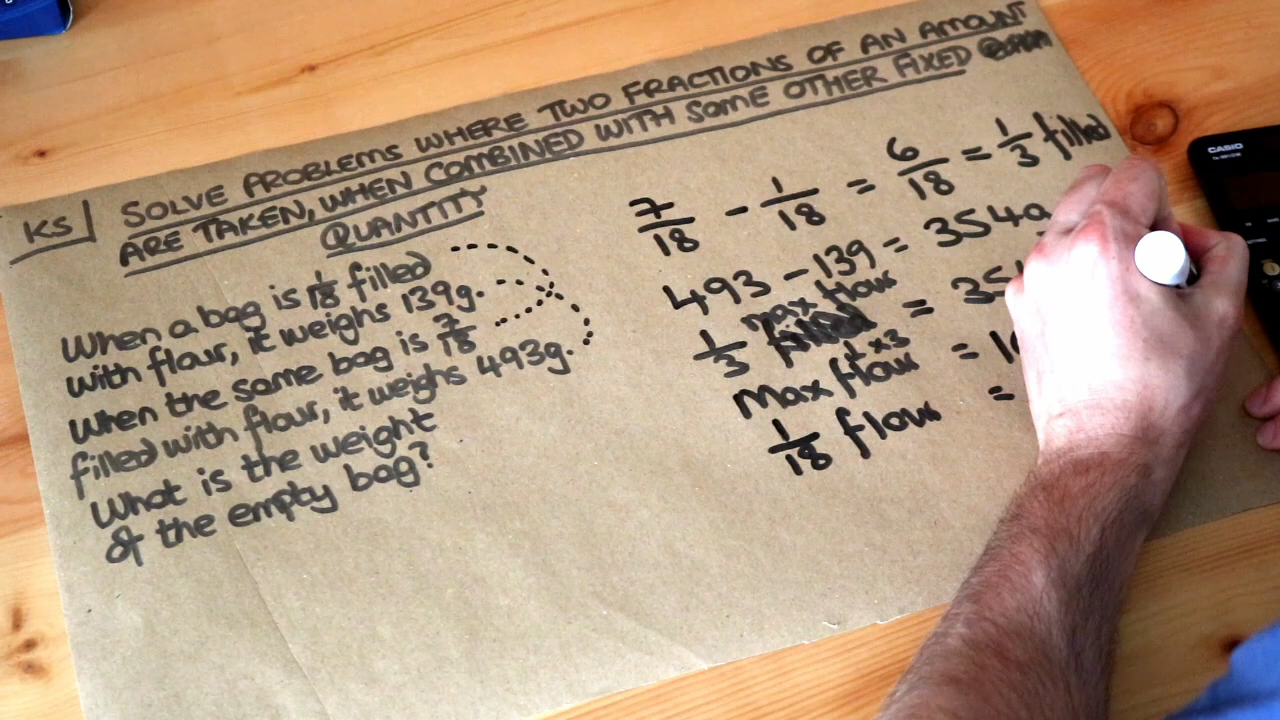 SOLVE PROBLEMS WHERE TWO FRACTIONS OF AN AMOUNT
ARE TAKEN, WHEN COMBINED WITH SOME OTHER FIXED
QUANTITY
KS
When a bag is 1/18 filled
with flour, it weighs 139g.
When the same bag is 7/18
filled with flour, it weighs 493g.
What is the weight
of the empty bag?
7/18 - 1/18 = 6/18 = 1/3 filled
493 - 139 = 354g
1/3 max flour = 35
max flour = 1
↓ x3
1/18 flour =
CASIO